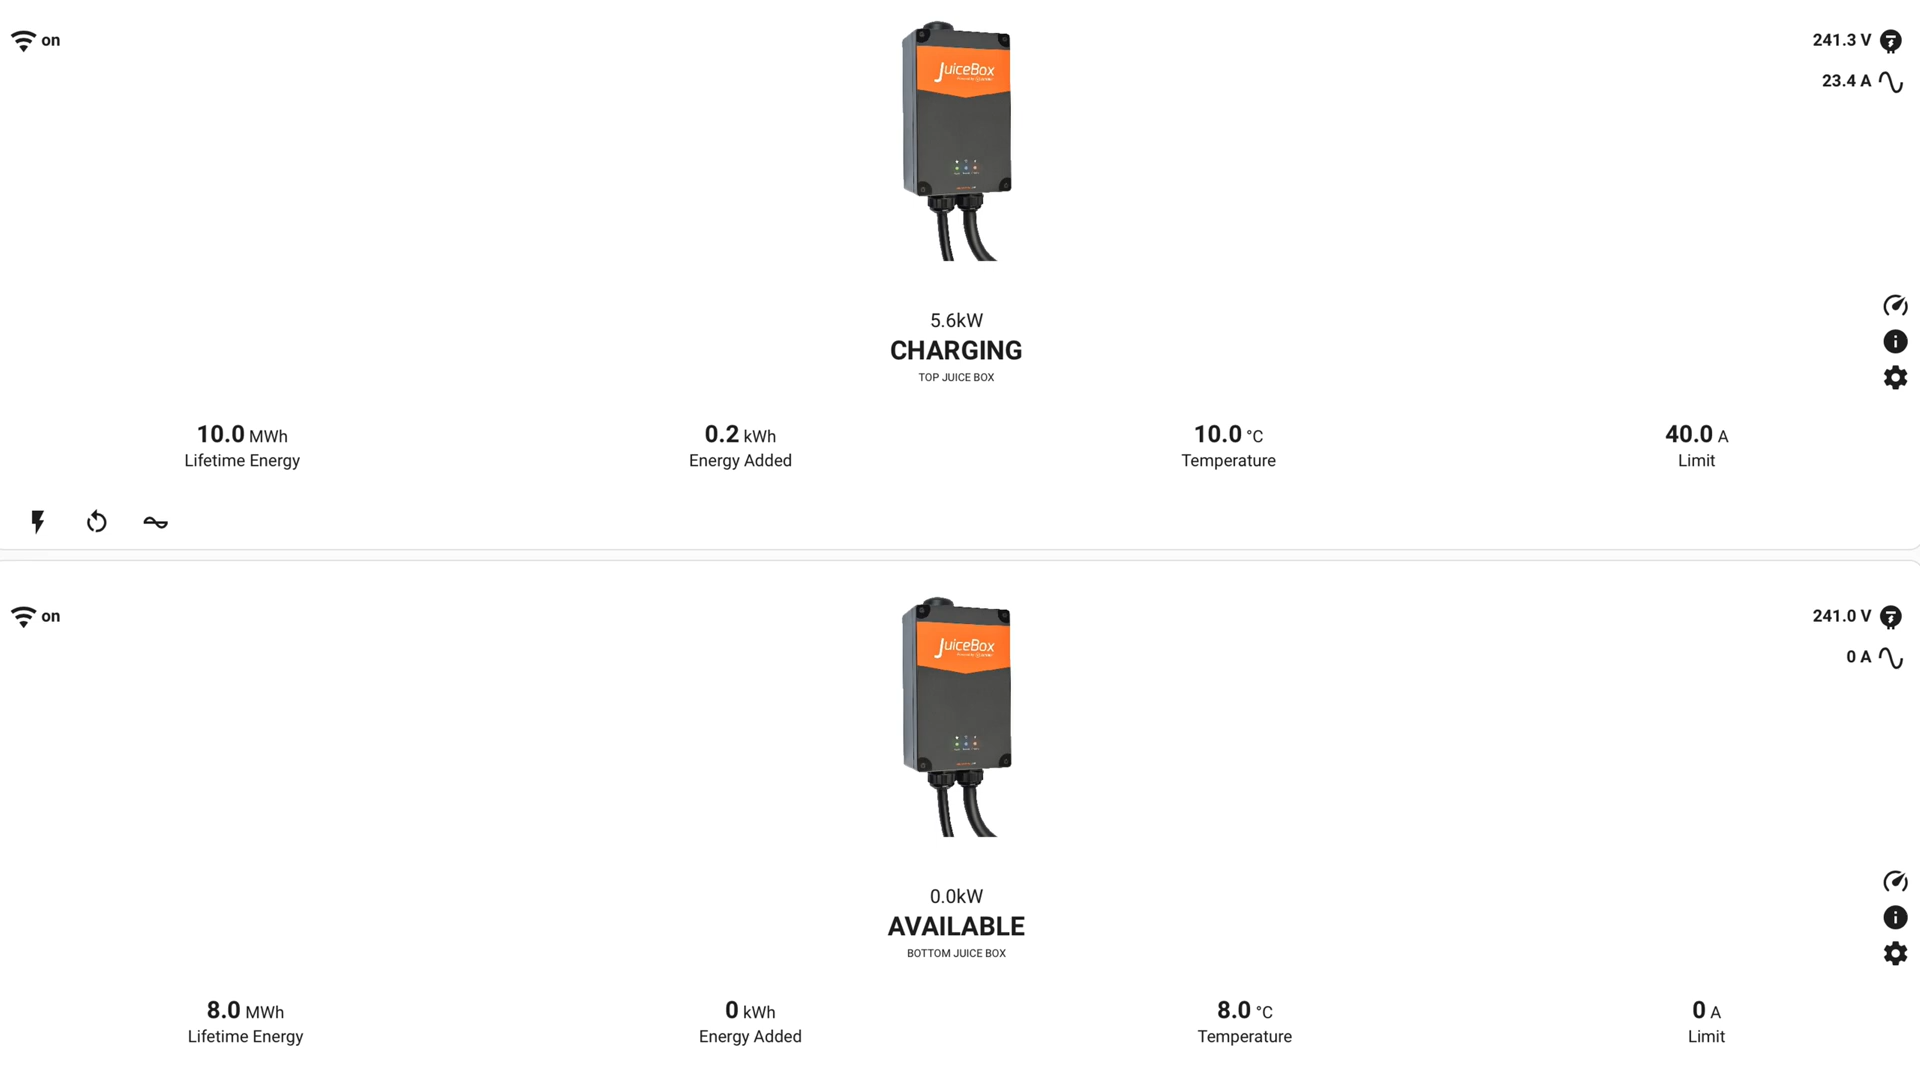 on
JuiceBox
241.3 V
23.4 A
5.6kW
CHARGING
TOP JUICE BOX
10.0 MWh
Lifetime Energy
0.2 kWh
Energy Added
10.0 °C
Temperature
40.0 A
Limit
on
JuiceBox
241.0 V
0 A
0.0kW
AVAILABLE
BOTTOM JUICE BOX
8.0 MWh
Lifetime Energy
0 kWh
Energy Added
8.0 °C
Temperature
0 A
Limit